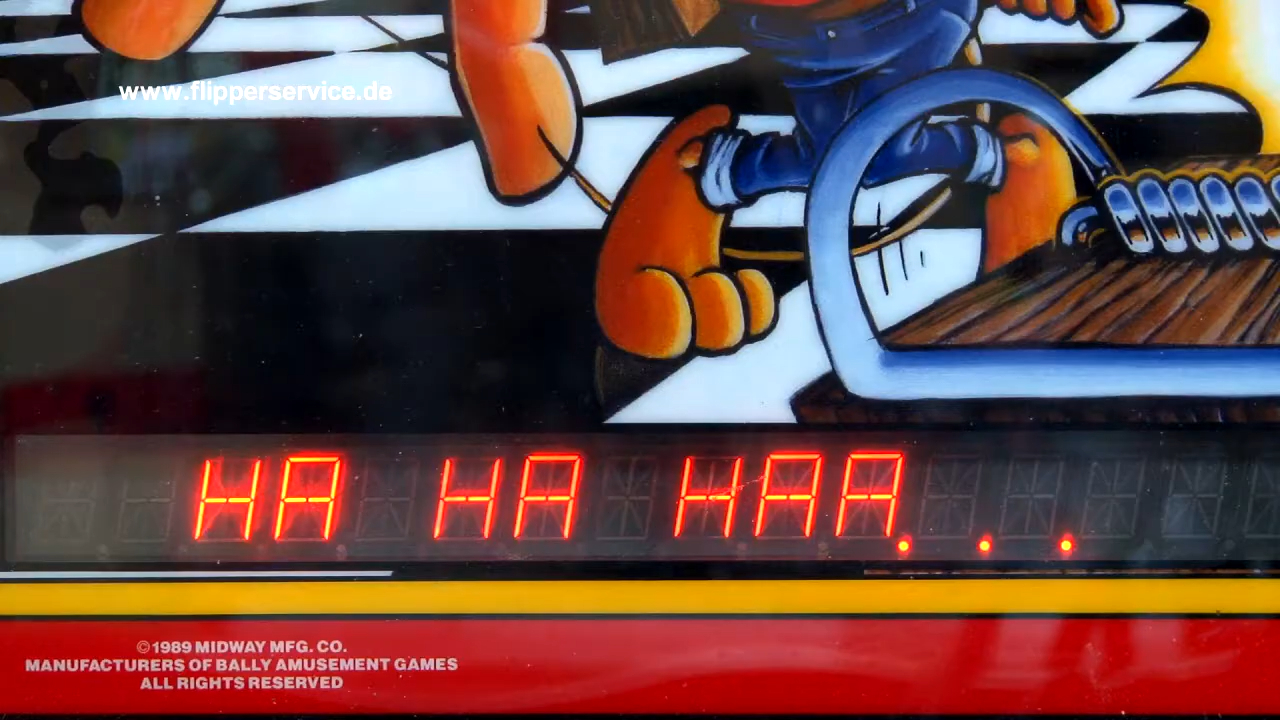 www.flipperservice.de
HA HA HAA...
©1989 MIDWAY MFG. CO.
MANUFACTURERS OF BALLY AMUSEMENT GAMES
ALL RIGHTS RESERVED